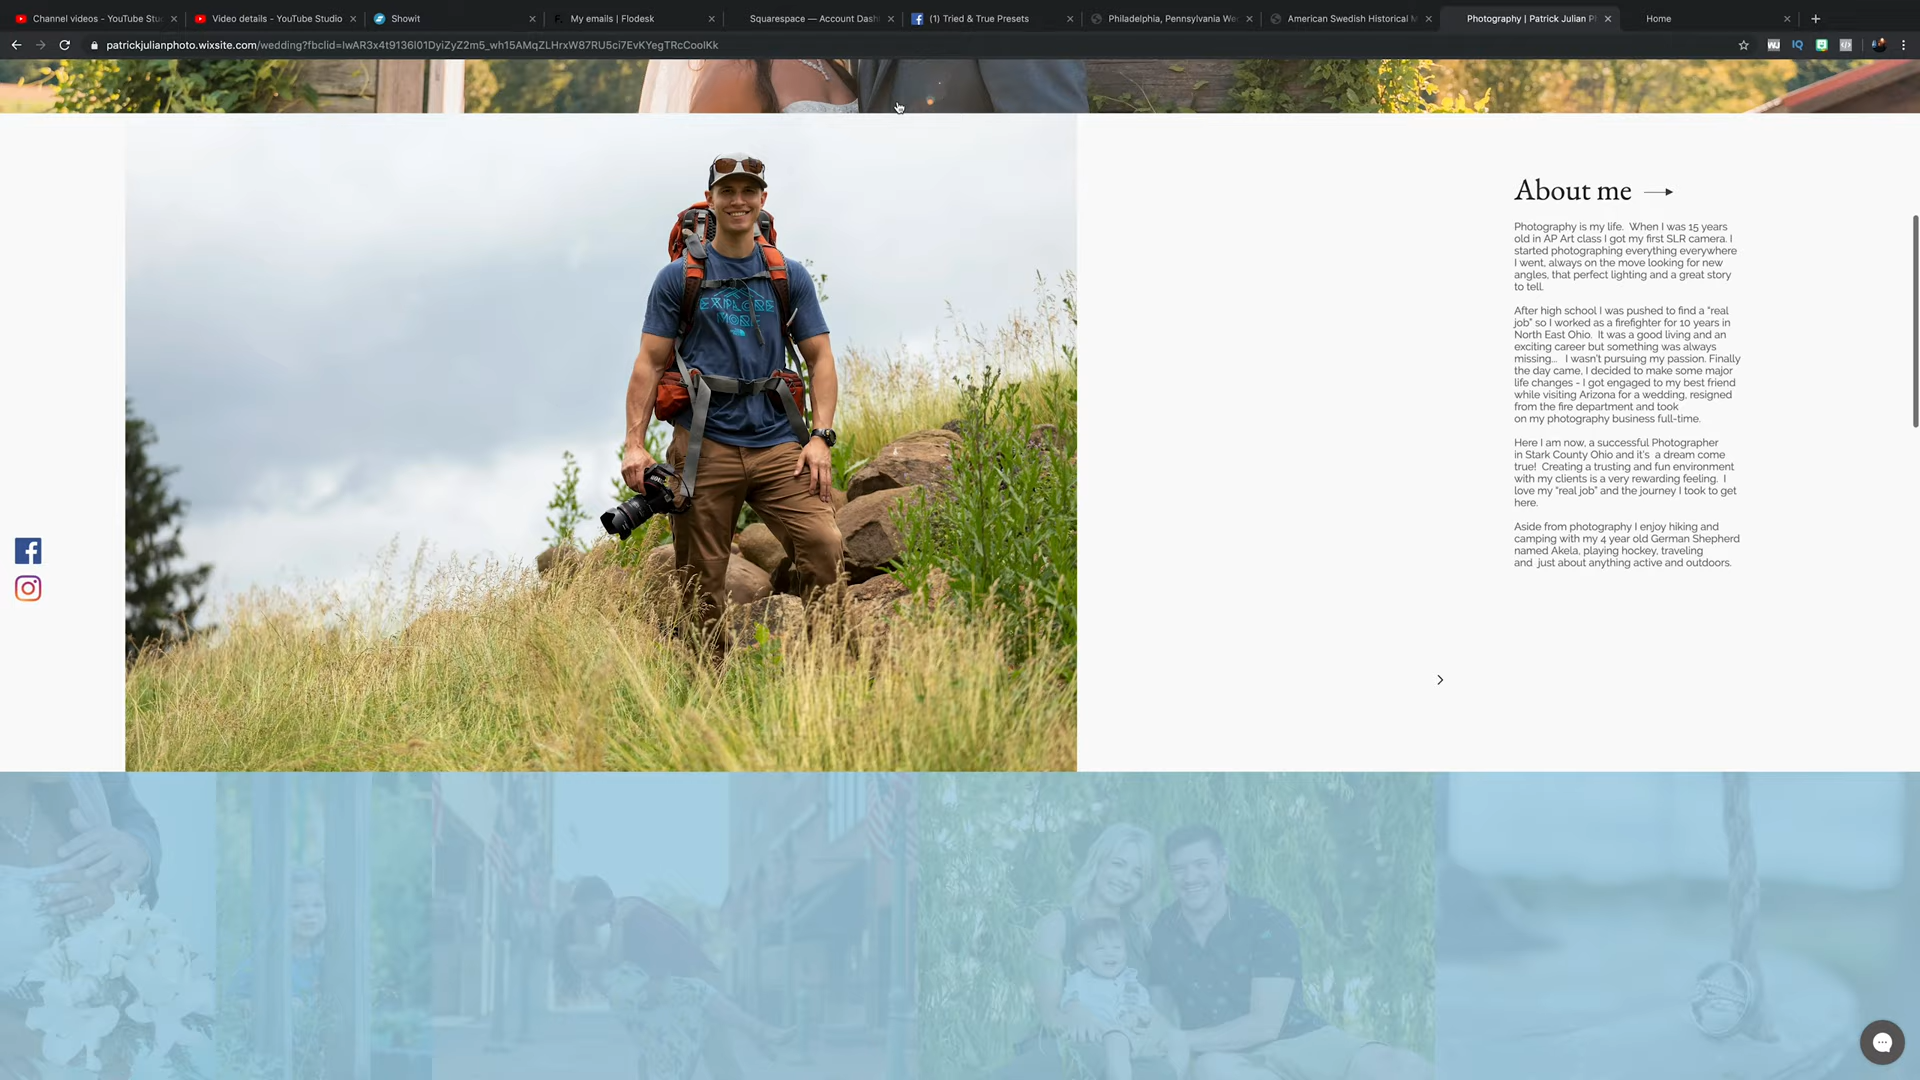 Channel videos - YouTube Stu
Video details - YouTube Studio
Showit
My emails | Flodesk
Squarespace — Account Dash
(1) Tried & True Presets
Philadelphia, Pennsylvania We
American Swedish Historical M
Photography | Patrick Julian P
Home
patrickjulianphoto.wixsite.com/wedding?fbclid=IwAR3x4t9136I01DyiZyZ2m5_wh15AMqZLHrxW87RU5ci7EvKYegTRcCooIKk
EXPLORE
MORE
About me
Photography is my life. When I was 15 years
old in AP Art class I got my first SLR camera. I
started photographing everything everywhere
I went, always on the move looking for new
angles, that perfect lighting and a great story
to tell.
After high school I was pushed to find a "real
job" so I worked as a firefighter for 10 years in
North East Ohio. It was a good living and an
exciting career but something was always
missing... I wasn't pursuing my passion. Finally
the day came, I decided to make some major
life changes - I got engaged to my best friend
while visiting Arizona for a wedding, resigned
from the fire department and took
on my photography business full-time.
Here I am now, a successful Photographer
in Stark County Ohio and it's a dream come
true! Creating a trusting and fun environment
with my clients is a very rewarding feeling. I
love my "real job" and the journey I took to get
here.
Aside from photography I enjoy hiking and
camping with my 4 year old German Shepherd
named Akela, playing hockey, traveling
and just about anything active and outdoors.